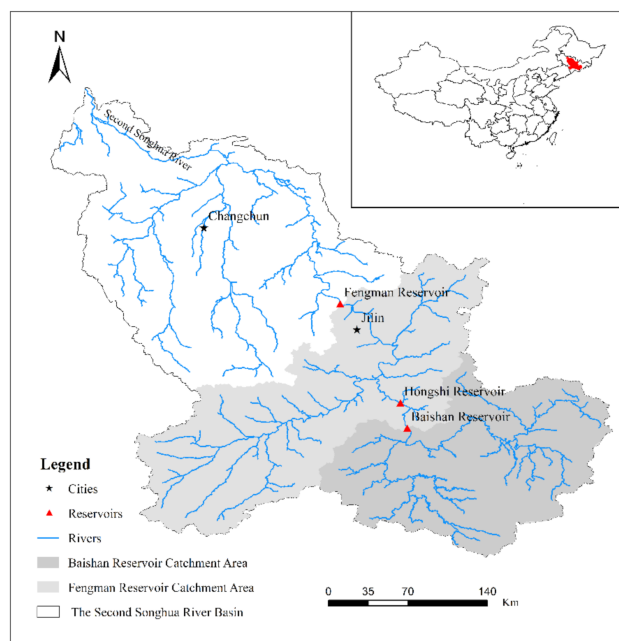 N
Second Songhua River
Changchun
Fengman Reservoir
Jilin
Hongshi Reservoir
Baishan Reservoir
Legend
Cities
Reservoirs
Rivers
Baishan Reservoir Catchment Area
Fengman Reservoir Catchment Area
The Second Songhua River Basin
0 35 70 140
Km